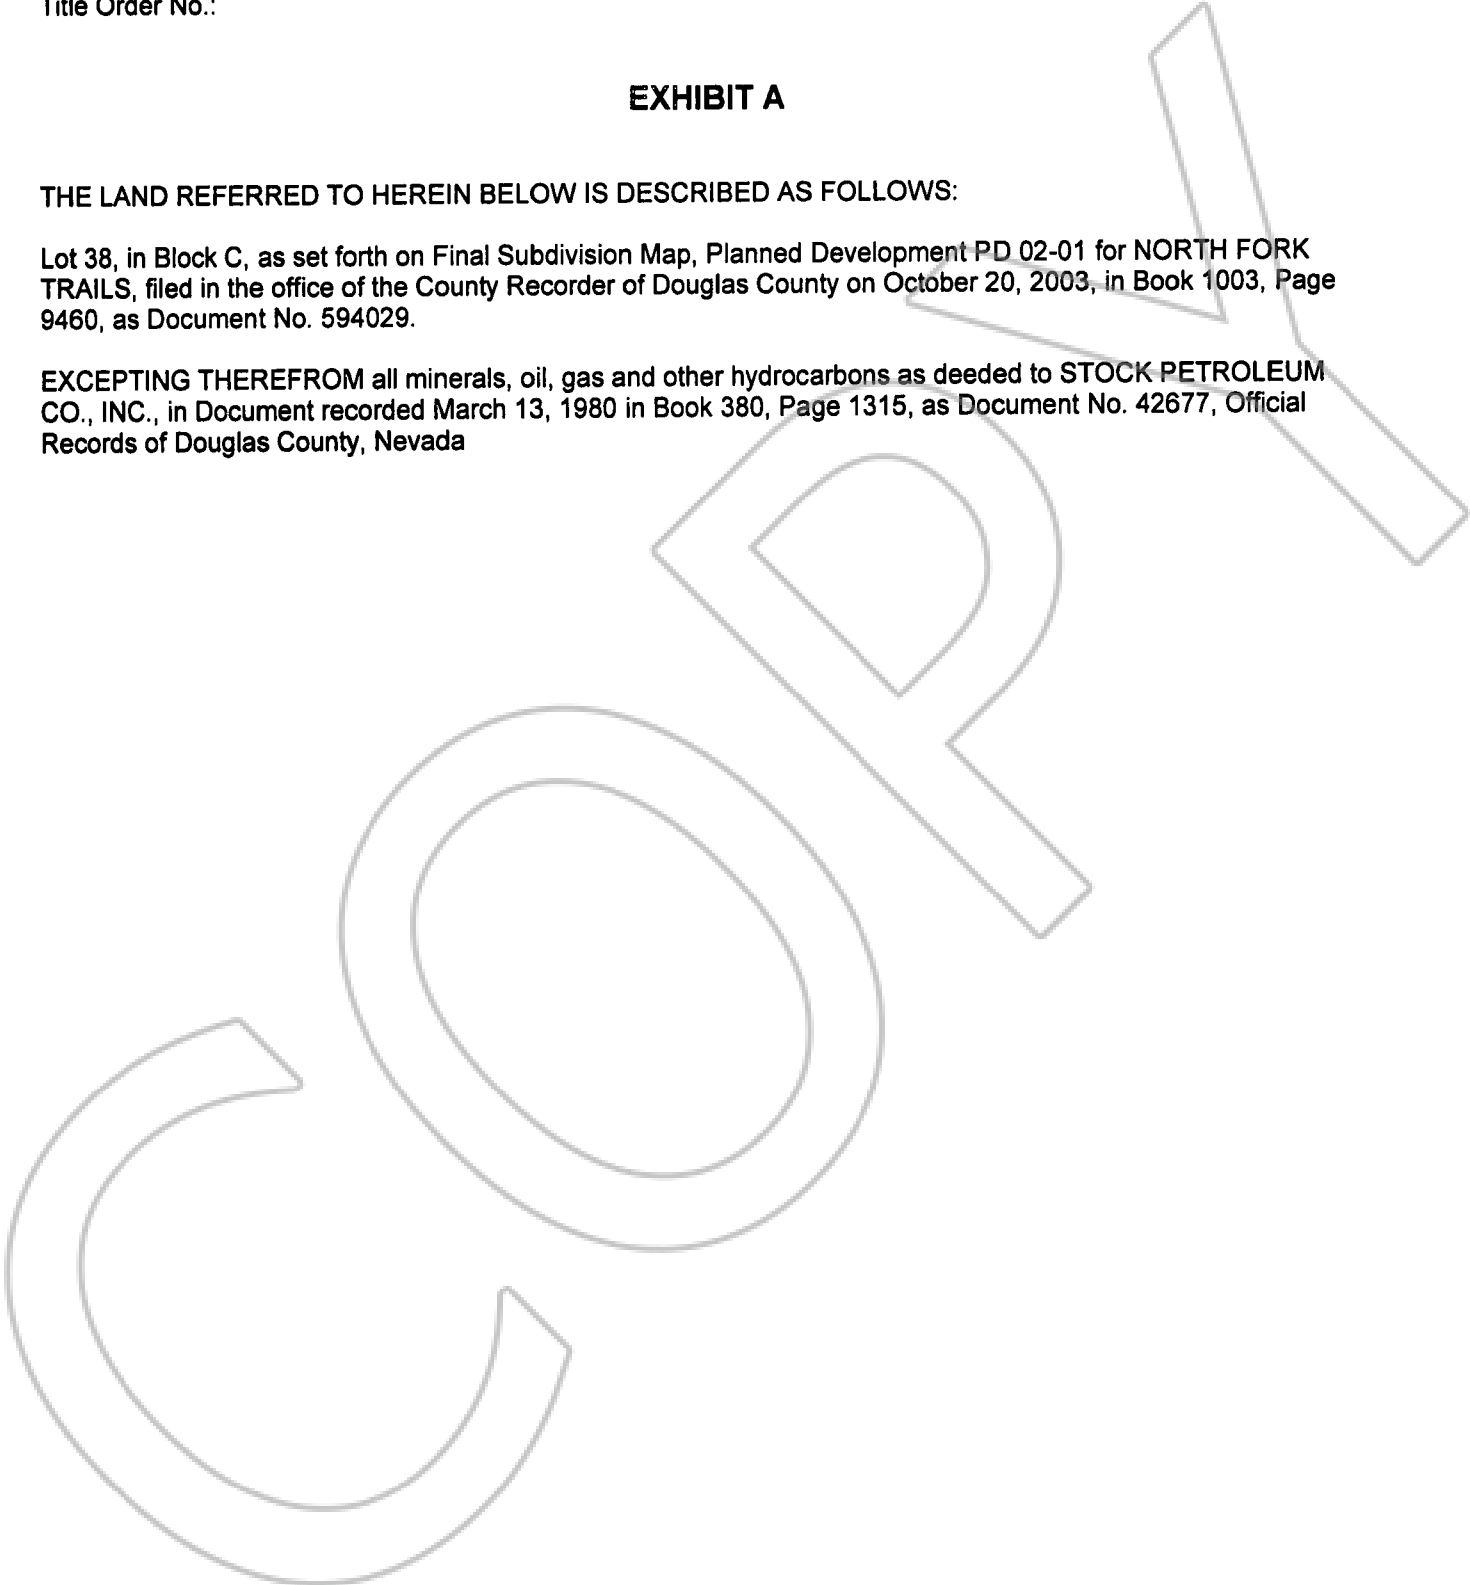 Title Order No.:
EXHIBIT A
THE LAND REFERRED TO HEREIN BELOW IS DESCRIBED AS FOLLOWS:
Lot 38, in Block C, as set forth on Final Subdivision Map, Planned Development PD 02-01 for NORTH FORK
TRAILS, filed in the office of the County Recorder of Douglas County on October 20, 2003, in Book 1003, Page
9460, as Document No. 594029.
EXCEPTING THEREFROM all minerals, oil, gas and other hydrocarbons as deeded to STOCK PETROLEUM
CO., INC., in Document recorded March 13, 1980 in Book 380, Page 1315, as Document No. 42677, Official
Records of Douglas County, Nevada
COPY